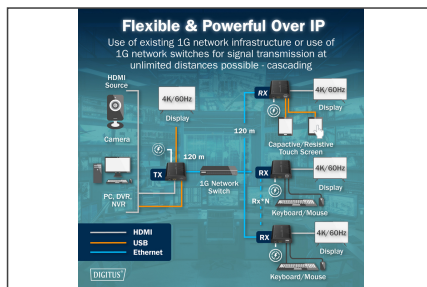 Flexible & Powerful Over IP
Use of existing 1G network infrastructure or use of
1G network switches for signal transmission at
unlimited distances possible - cascading
HDMI
Source
Camera
PC, DVR,
NVR
4K/60Hz
Display
120 m
TX
1G Network
Switch
120 m
Rx*N
RX
4K/60Hz
Display
Capactive/Resistive
Touch Screen
RX
4K/60Hz
Display
Keyboard/Mouse
RX
4K/60Hz
Display
Keyboard/Mouse
HDMI
USB
Ethernet
DIGITUS®